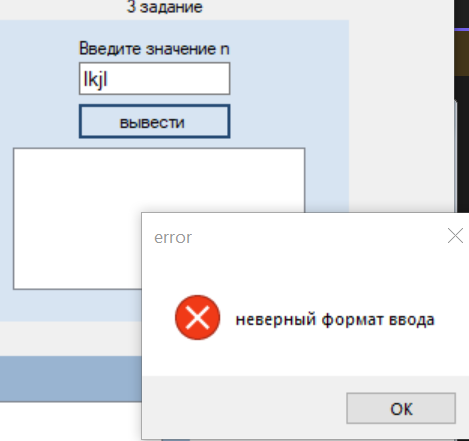 3 задание
Введите значение n
lkjl
вывести
error
неверный формат ввода
OK